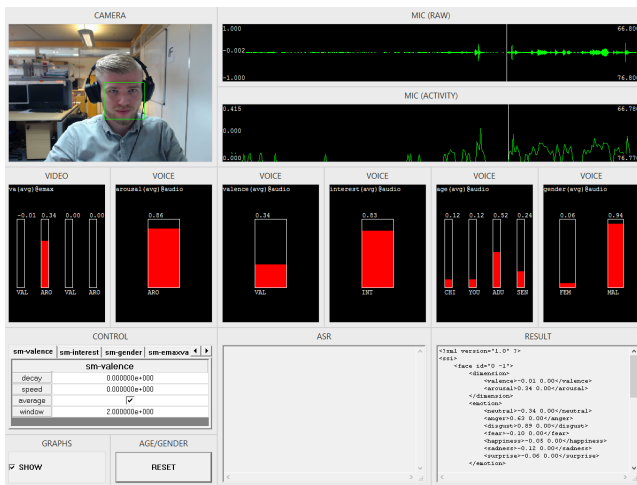 CAMERA
MIC (RAW)
1.000
66.80
-0.002
-1.000
76.80
MIC (ACTIVITY)
0.415
66.78
0.000
0.000
76.77
VIDEO
VOICE
VOICE
VOICE
VOICE
VOICE
va(avg)@emax
arousal(avg)@audio
valence(avg)@audio
interest(avg)@audio
age(avg)@audio
gender(avg)@audio
-0.01 0.34 0.00 0.00
0.86
0.34
0.83
0.12 0.12 0.52 0.24
0.06 0.94
VAL ARO VAL ARO
ARO
VAL
INT
CHI YOU ADU SEN
FEM MAL
CONTROL
sm-valence sm-interest sm-gender sm-emaxva
sm-valence
decay 0.000000e+000
speed 0.000000e+000
average
window 2.000000e+000
GRAPHS
SHOW
AGE/GENDER
RESET
ASR
RESULT
<?xml version="1.0" ?>
<ssi>
<face id="0 -1">
<dimension>
<valence>-0.01 0.00</valence>
<arousal>0.34 0.00</arousal>
</dimension>
<emotion>
<neutral>-0.34 0.00</neutral>
<anger>0.63 0.00</anger>
<disgust>0.89 0.00</disgust>
<fear>-0.10 0.00</fear>
<happiness>-0.08 0.00</happiness>
<sadness>-0.12 0.00</sadness>
<surprise>-0.06 0.00</surprise>
</emotion>